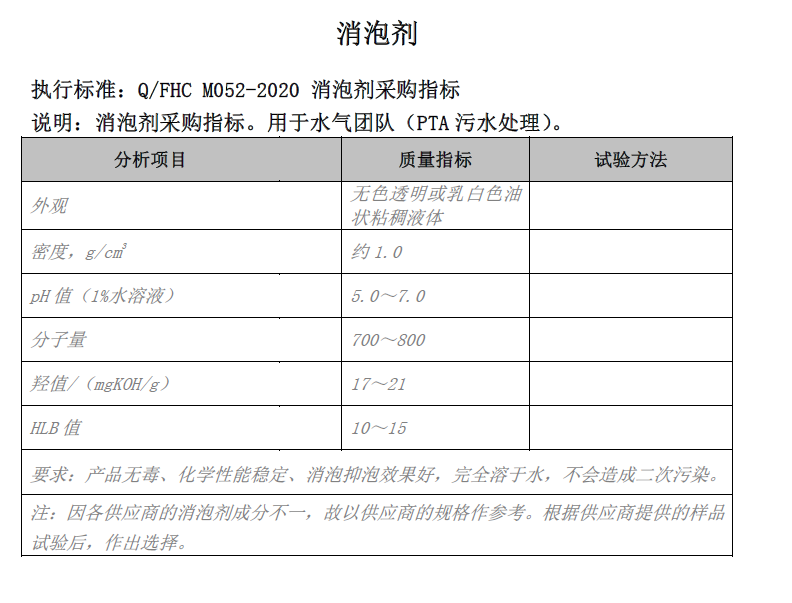 消泡剂
执行标准：Q/FHC M052-2020 消泡剂采购指标
说明：消泡剂采购指标。用于水气团队（PTA 污水处理）。
分析项目 质量指标 试验方法
外观 无色透明或乳白色油
状粘稠液体
密度，g/cm³ 约 1.0
pH 值（1%水溶液） 5.0～7.0
分子量 700～800
羟值/（mgKOH/g） 17～21
HLB 值 10～15
要求：产品无毒、化学性能稳定、消泡抑泡效果好，完全溶于水，不会造成二次污染。
注：因各供应商的消泡剂成分不一，故以供应商的规格作参考。根据供应商提供的样品
试验后，作出选择。